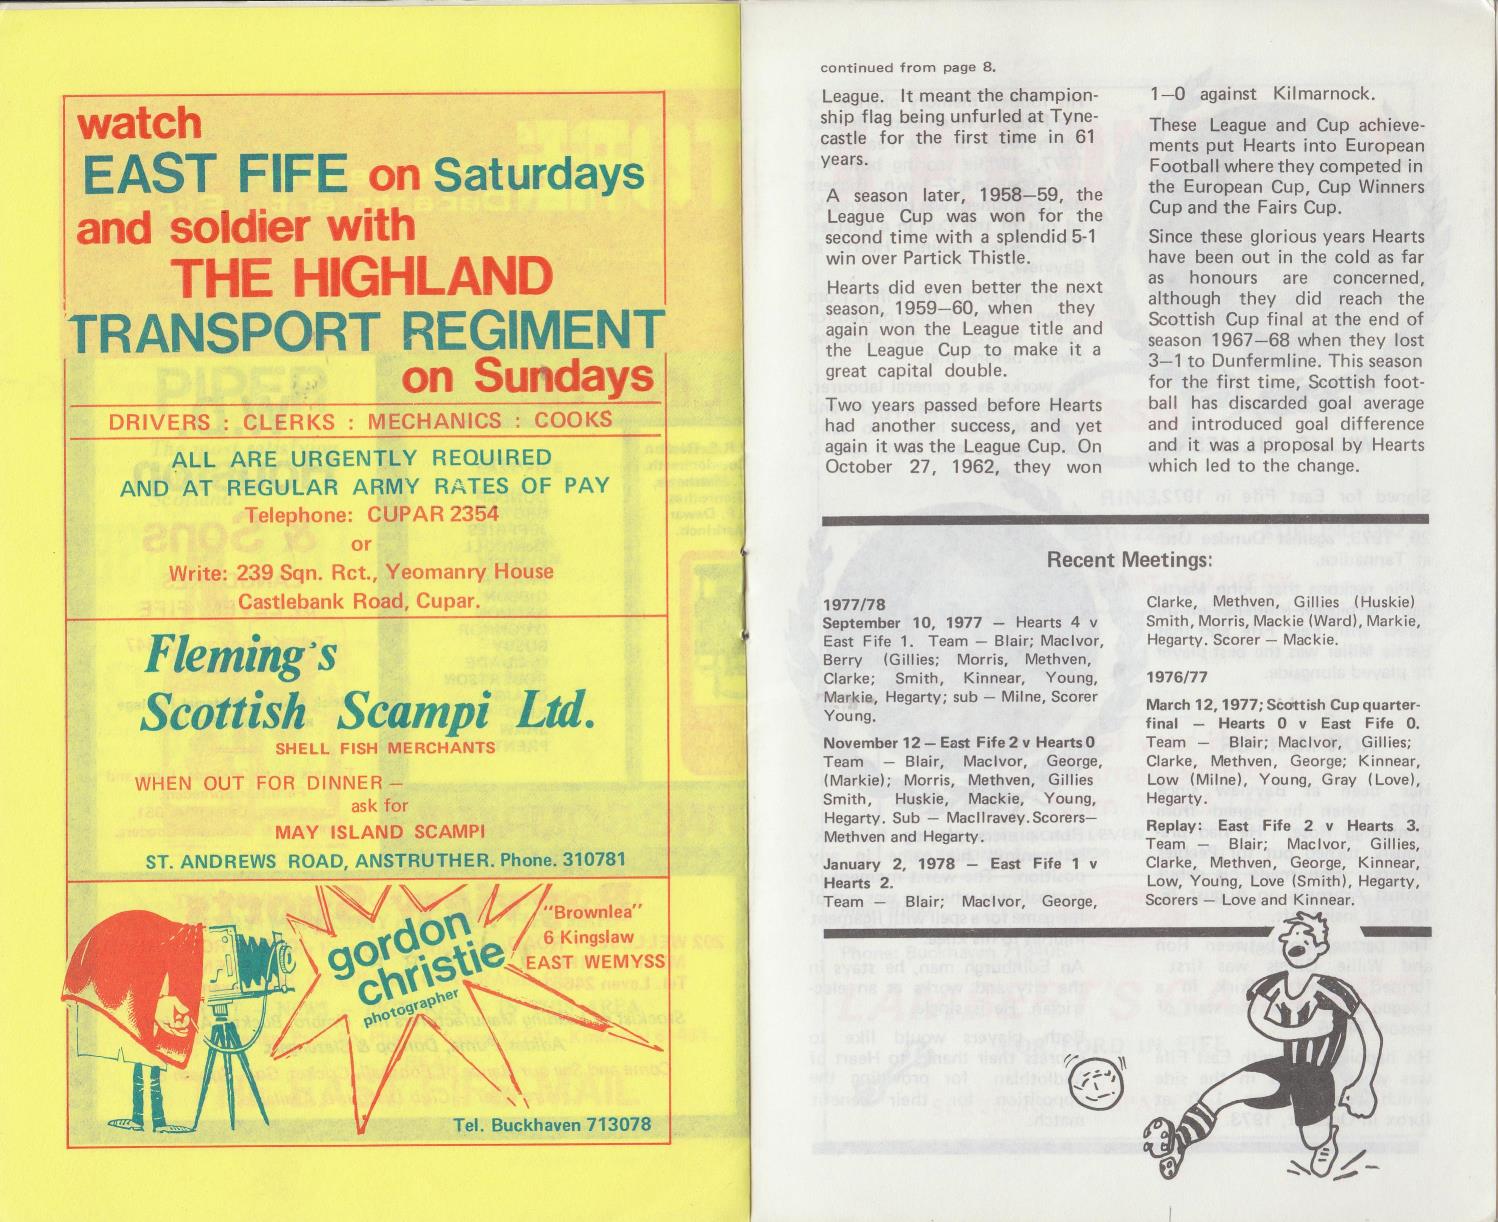 watch
EAST FIFE on Saturdays
and soldier with
THE HIGHLAND
TRANSPORT REGIMENT
on Sundays
DRIVERS : CLERKS : MECHANICS : COOKS
ALL ARE URGENTLY REQUIRED
AND AT REGULAR ARMY RATES OF PAY
Telephone: CUPAR 2354
or
Write: 239 Sqn. Rct., Yeomanry House
Castlebank Road, Cupar.
Fleming's
Scottish Scampi Ltd.
SHELL FISH MERCHANTS
WHEN OUT FOR DINNER —
ask for
MAY ISLAND SCAMPI
ST. ANDREWS ROAD, ANSTRUTHER. Phone. 310781
gordon
christie
photographer
"Brownlea"
6 Kingslaw
EAST WEMYSS
Tel. Buckhaven 713078
continued from page 8.
League. It meant the champion-
ship flag being unfurled at Tyne-
castle for the first time in 61
years.
A season later, 1958—59, the
League Cup was won for the
second time with a splendid 5-1
win over Partick Thistle.
Hearts did even better the next
season, 1959—60, when they
again won the League title and
the League Cup to make it a
great capital double.
Two years passed before Hearts
had another success, and yet
again it was the League Cup. On
October 27, 1962, they won
1—0 against Kilmarnock.
These League and Cup achieve-
ments put Hearts into European
Football where they competed in
the European Cup, Cup Winners
Cup and the Fairs Cup.
Since these glorious years Hearts
have been out in the cold as far
as honours are concerned,
although they did reach the
Scottish Cup final at the end of
season 1967—68 when they lost
3—1 to Dunfermline. This season
for the first time, Scottish foot-
ball has discarded goal average
and introduced goal difference
and it was a proposal by Hearts
which led to the change.
Recent Meetings:
1977/78
September 10, 1977 — Hearts 4 v
East Fife 1. Team — Blair; MacIvor,
Berry (Gillies; Morris, Methven,
Clarke; Smith, Kinnear, Young,
Markie, Hegarty; sub — Milne, Scorer
Young.
November 12 — East Fife 2 v Hearts 0
Team — Blair, MacIvor, George,
(Markie); Morris, Methven, Gillies
Smith, Huskie, Mackie, Young,
Hegarty. Sub — MacIlravey. Scorers—
Methven and Hegarty.
January 2, 1978 — East Fife 1 v
Hearts 2.
Team — Blair; MacIvor, George,
Clarke, Methven, Gillies (Huskie)
Smith, Morris, Mackie (Ward), Markie,
Hegarty. Scorer — Mackie.
1976/77
March 12, 1977; Scottish Cup quarter-
final — Hearts 0 v East Fife 0.
Team — Blair; MacIvor, Gillies;
Clarke, Methven, George; Kinnear,
Low (Milne), Young, Gray (Love),
Hegarty.
Replay: East Fife 2 v Hearts 3.
Team — Blair; MacIvor, Gillies,
Clarke, Methven, George, Kinnear,
Low, Young, Love (Smith), Hegarty,
Scorers — Love and Kinnear.